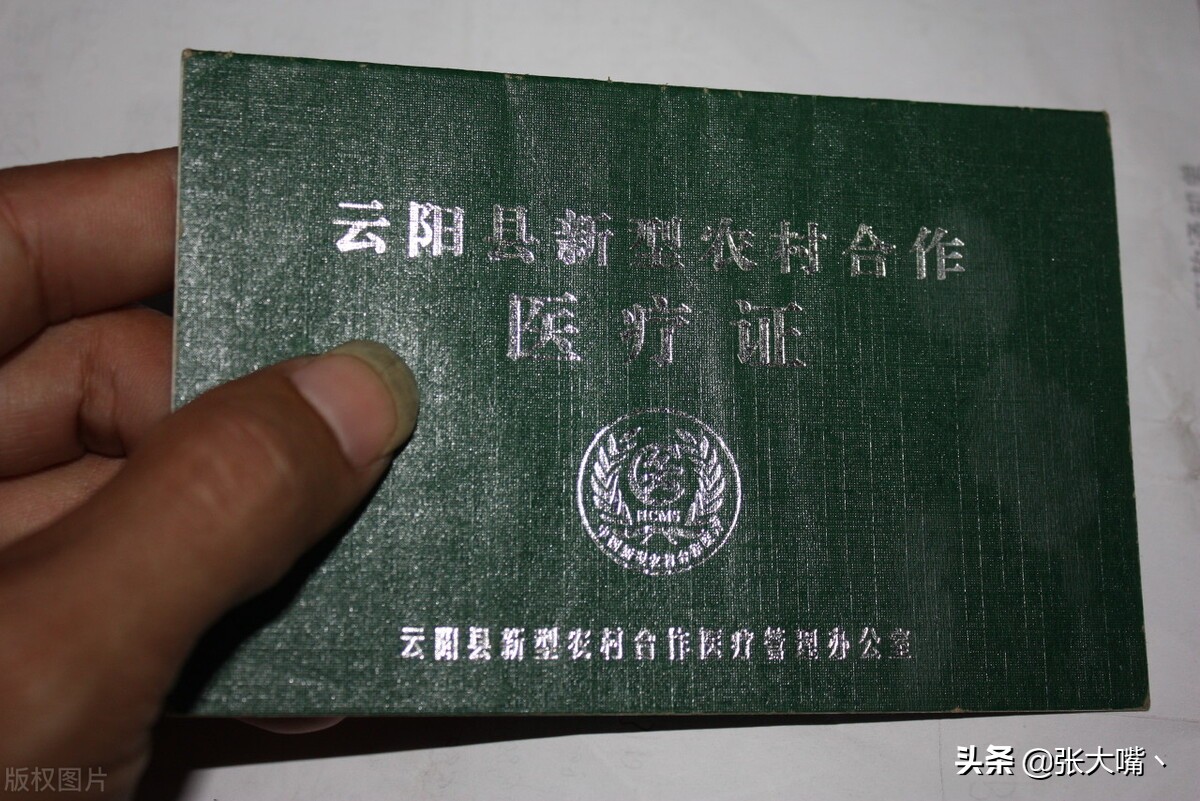 云阳县新型农村合作
医疗证
云阳县新型农村合作医疗管理办公室
版权图片
头条 @张大嘴丶